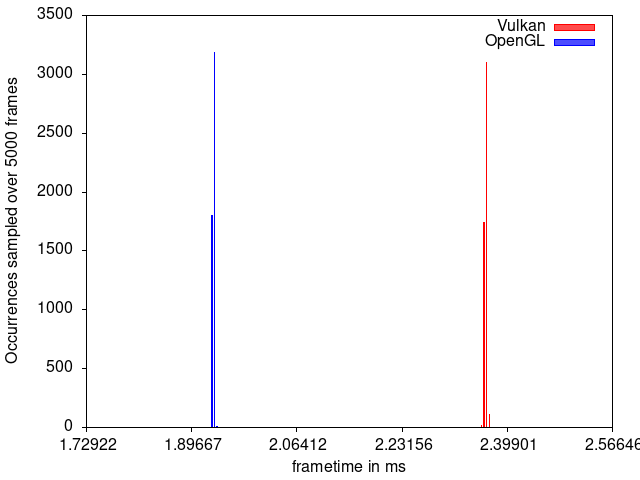 Vulkan
OpenGL
3500
3000
2500
2000
1500
1000
500
0
Occurrences sampled over 5000 frames
1.72922 1.89667 2.06412 2.23156 2.39901 2.56646
frametime in ms